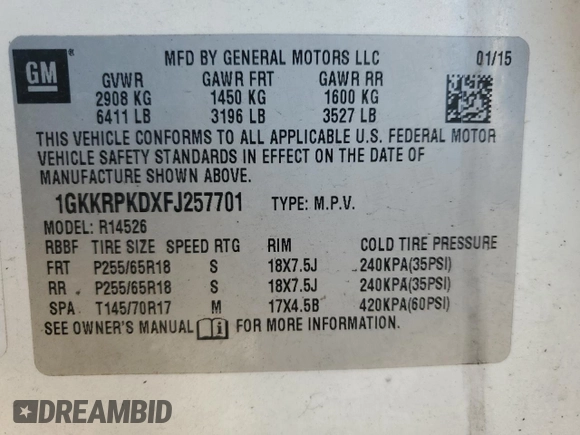 GM ®
MFD BY GENERAL MOTORS LLC 01/15
GVWR GAWR FRT GAWR RR
2908 KG 1450 KG 1600 KG
6411 LB 3196 LB 3527 LB
THIS VEHICLE CONFORMS TO ALL APPLICABLE U.S. FEDERAL MOTOR
VEHICLE SAFETY STANDARDS IN EFFECT ON THE DATE OF
MANUFACTURE SHOWN ABOVE.
1GKKRPKDXFJ257701 TYPE: M.P.V.
MODEL: R14526
RBBF TIRE SIZE SPEED RTG RIM COLD TIRE PRESSURE
FRT P255/65R18 S 18X7.5J 240KPA(35PSI)
RR P255/65R18 S 18X7.5J 240KPA(35PSI)
SPA T145/70R17 M 17X4.5B 420KPA(60PSI)
SEE OWNER'S MANUAL i FOR MORE INFORMATION.
DREAMBID